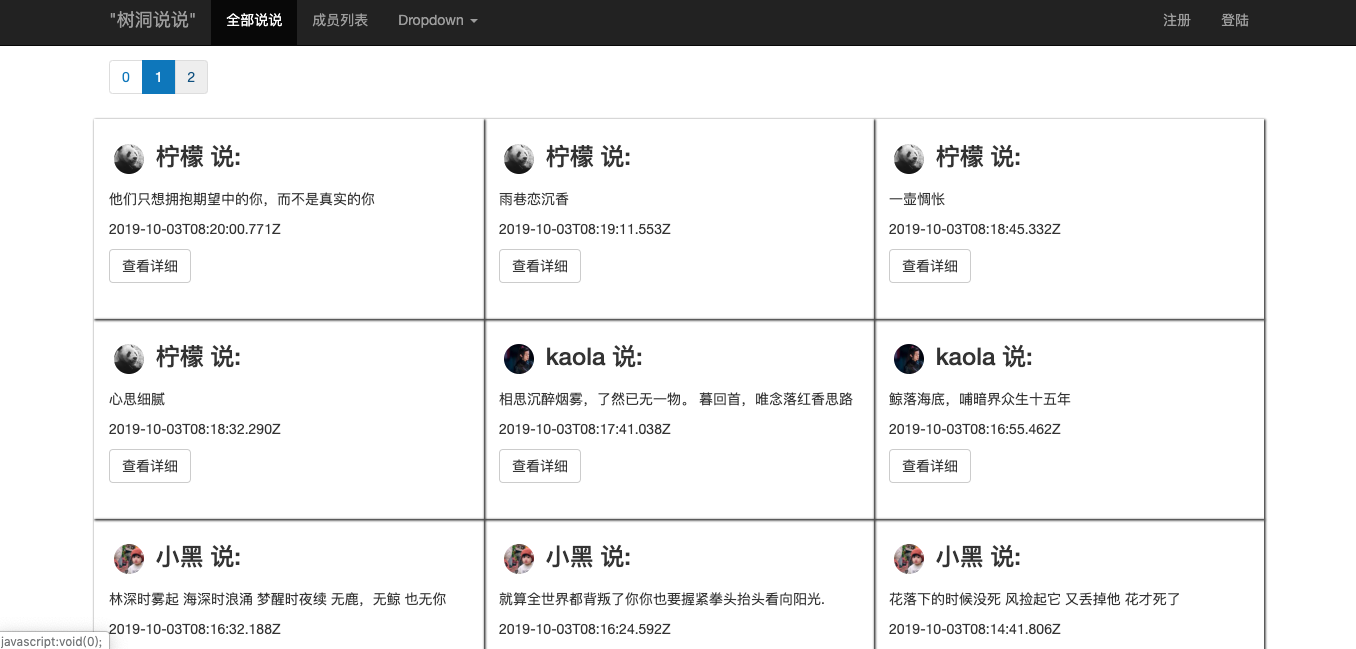 "树洞说说" 全部说说 成员列表 Dropdown 注册 登陆
0 1 2
柠檬 说: 柠檬 说: 柠檬 说:
他们只想拥抱期望中的你，而不是真实的你 雨巷恋沉香 一壶惆怅
2019-10-03T08:20:00.771Z 2019-10-03T08:19:11.553Z 2019-10-03T08:18:45.332Z
查看详细 查看详细 查看详细
柠檬 说: kaola 说: kaola 说:
心思细腻 相思沉醉烟雾，了然已无一物。 暮回首，唯念落红香思路 鲸落海底，哺暗界众生十五年
2019-10-03T08:18:32.290Z 2019-10-03T08:17:41.038Z 2019-10-03T08:16:55.462Z
查看详细 查看详细 查看详细
小黑 说: 小黑 说: 小黑 说:
林深时雾起 海深时浪涌 梦醒时夜续 无鹿，无鲸 也无你 就算全世界都背叛了你你也要握紧拳头抬头看向阳光. 花落下的时候没死 风捡起它 又丢掉他 花才死了
2019-10-03T08:16:32.188Z 2019-10-03T08:16:24.592Z 2019-10-03T08:14:41.806Z
javascript:void(0);